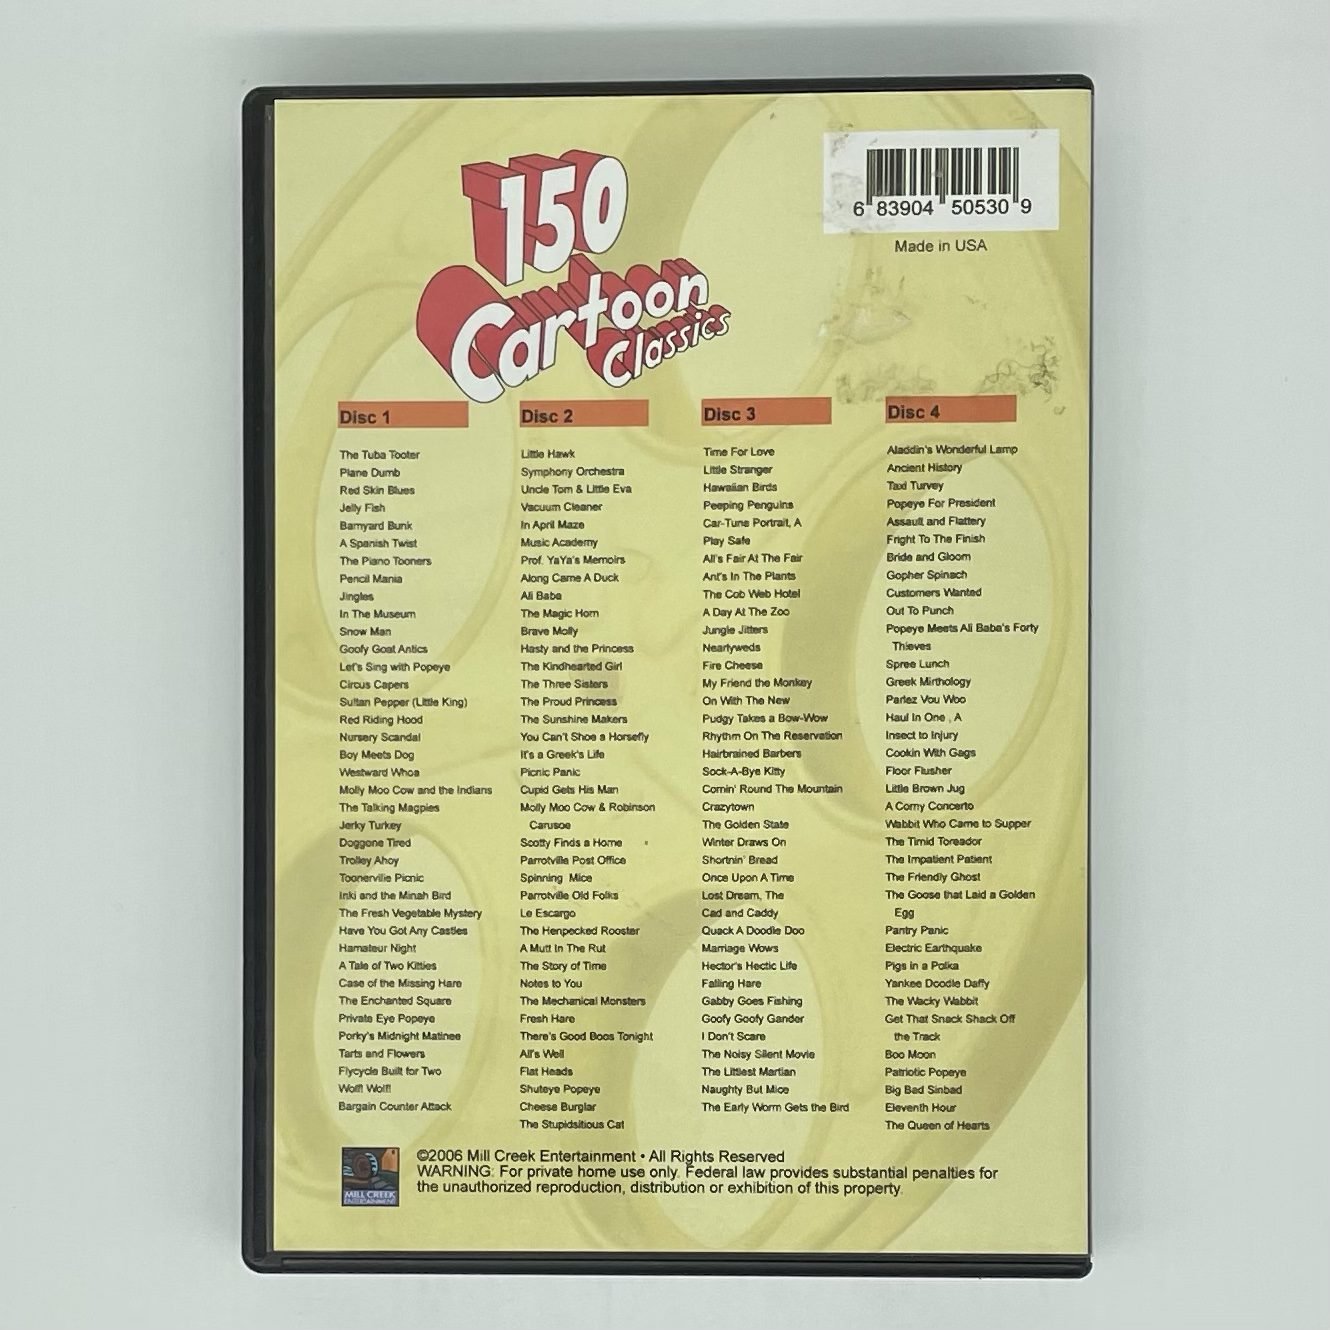 150
Cartoon
Classics
6 83904 50530 9
Made in USA
Disc 1
The Tuba Tooter
Plane Dumb
Red Skin Blues
Jelly Fish
Barnyard Bunk
A Spanish Twist
The Piano Tooners
Pencil Mania
Jingles
In The Museum
Snow Man
Goofy Goat Antics
Let's Sing with Popeye
Circus Capers
Sultan Pepper (Little King)
Red Riding Hood
Nursery Scandal
Boy Meets Dog
Westward Whoa
Molly Moo Cow and the Indians
The Talking Magpies
Jerky Turkey
Doggone Tired
Trolley Ahoy
Toonerville Picnic
Inki and the Minah Bird
The Fresh Vegetable Mystery
Have You Got Any Castles
Hamateur Night
A Tale of Two Kitties
Case of the Missing Hare
The Enchanted Square
Private Eye Popeye
Porky's Midnight Matinee
Tarts and Flowers
Flycycle Built for Two
Wolf! Wolf!
Bargain Counter Attack
Disc 2
Little Hawk
Symphony Orchestra
Uncle Tom & Little Eva
Vacuum Cleaner
In April Maze
Music Academy
Prof. YaYa's Memoirs
Along Came A Duck
Ali Baba
The Magic Horn
Brave Molly
Hasty and the Princess
The Kindhearted Girl
The Three Sisters
The Proud Princess
The Sunshine Makers
You Can't Shoe a Horsefly
It's a Greek's Life
Picnic Panic
Cupid Gets His Man
Molly Moo Cow & Robinson
Carusoe
Scotty Finds a Home
Parrotville Post Office
Spinning Mice
Parrotville Old Folks
Le Escargo
The Henpecked Rooster
A Mutt In The Rut
The Story of Time
Notes to You
The Mechanical Monsters
Fresh Hare
There's Good Boos Tonight
All's Well
Flat Heads
Shuteye Popeye
Cheese Burglar
The Stupidsitious Cat
Disc 3
Time For Love
Little Stranger
Hawaiian Birds
Peeping Penguins
Car-Tune Portrait, A
Play Safe
All's Fair At The Fair
Ant's In The Plants
The Cob Web Hotel
A Day At The Zoo
Jungle Jitters
Nearlyweds
Fire Cheese
My Friend the Monkey
On With The New
Pudgy Takes a Bow-Wow
Rhythm On The Reservation
Hairbrained Barbers
Sock-A-Bye Kitty
Comin' Round The Mountain
Crazytown
The Golden State
Winter Draws On
Shortnin' Bread
Once Upon A Time
Lost Dream, The
Cad and Caddy
Quack A Doodle Doo
Marriage Wows
Hector's Hectic Life
Falling Hare
Gabby Goes Fishing
Goofy Goofy Gander
I Don't Scare
The Noisy Silent Movie
The Littlest Martian
Naughty But Mice
The Early Worm Gets the Bird
Disc 4
Aladdin's Wonderful Lamp
Ancient History
Taxi Turvey
Popeye For President
Assault and Flattery
Fright To The Finish
Bride and Gloom
Gopher Spinach
Customers Wanted
Out To Punch
Popeye Meets Ali Baba's Forty
Thieves
Spree Lunch
Greek Mirthology
Parlez Vou Woo
Haul In One , A
Insect to Injury
Cookin With Gags
Floor Flusher
Little Brown Jug
A Corny Concerto
Wabbit Who Came to Supper
The Timid Toreador
The Impatient Patient
The Friendly Ghost
The Goose that Laid a Golden
Egg
Pantry Panic
Electric Earthquake
Pigs in a Polka
Yankee Doodle Daffy
The Wacky Wabbit
Get That Snack Shack Off
the Track
Boo Moon
Patriotic Popeye
Big Bad Sinbad
Eleventh Hour
The Queen of Hearts
MILL CREEK
ENTERTAINMENT
©2006 Mill Creek Entertainment • All Rights Reserved
WARNING: For private home use only. Federal law provides substantial penalties for
the unauthorized reproduction, distribution or exhibition of this property.